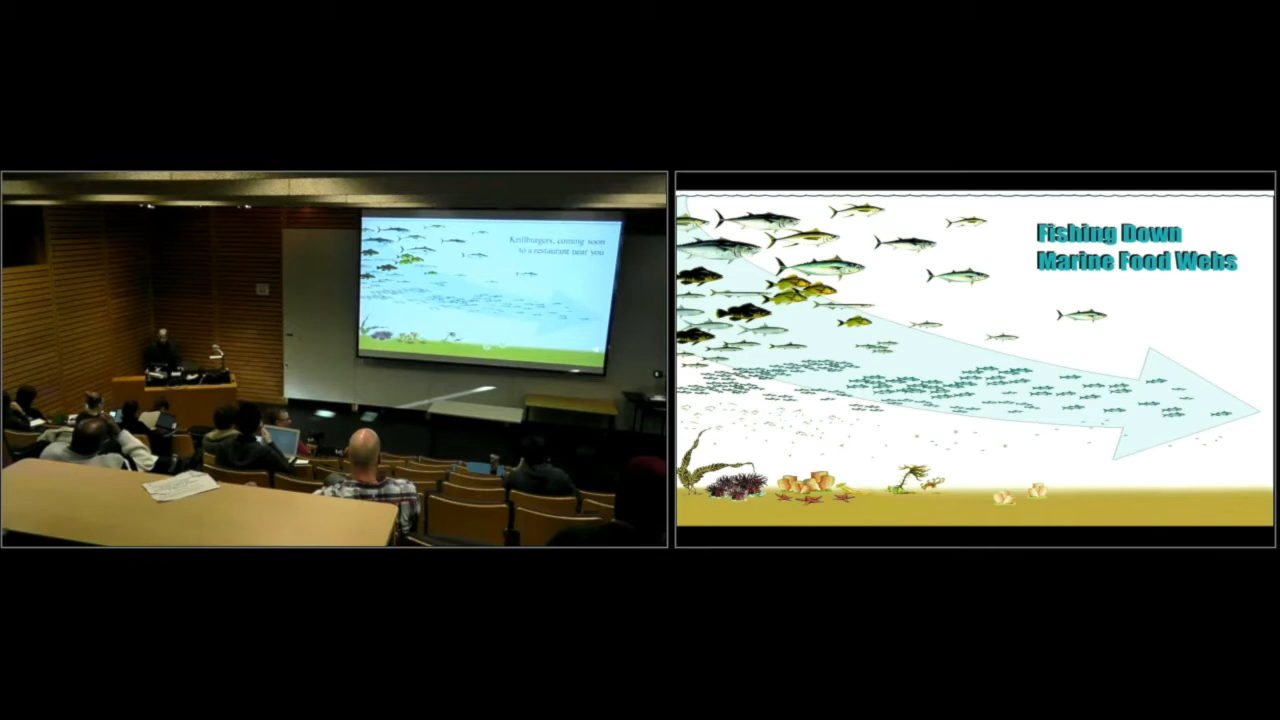 Krillburgers, coming soon
to a restaurant near you
Fishing Down
Marine Food Webs